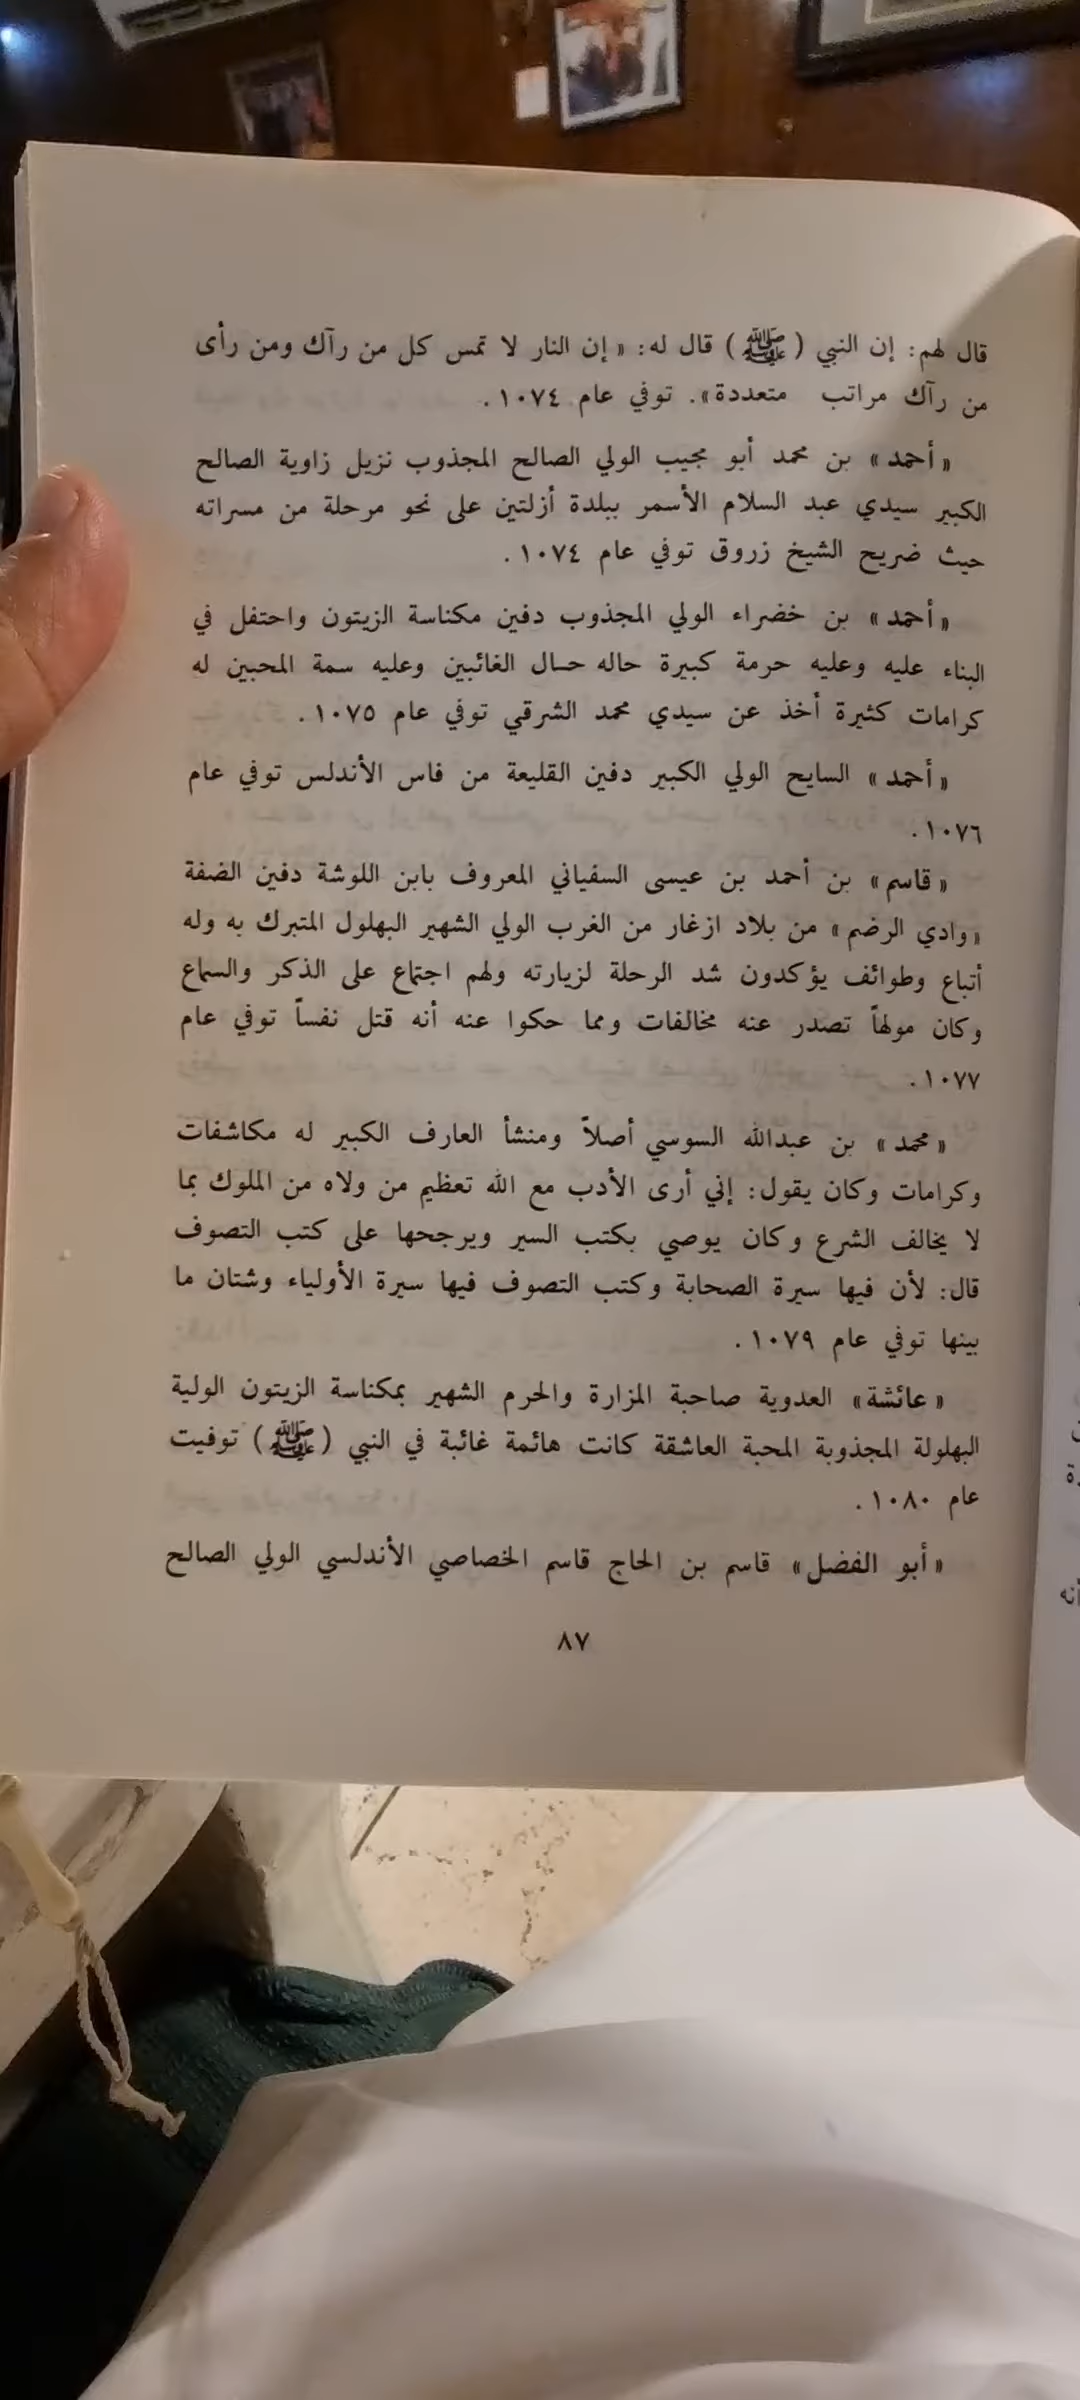 قال لهم: إن النبي (ﷺ) قال له: « إن النار لا تمس كل من رآك ومن رأى
من رآك مراتب متعددة». توفي عام ١٠٧٤.
«أحمد» بن محمد أبو مجيب الولي الصالح المجذوب نزيل زاوية الصالح
الكبير سيدي عبد السلام الأسمر ببلدة أزلتين على نحو مرحلة من مسراته
حيث ضريح الشيخ زروق توفي عام ١٠٧٤.
«أحمد» بن خضراء الولي المجذوب دفين مكناسة الزيتون واحتفل في
البناء عليه وعليه حرمة كبيرة حاله حال الغائبين وعليه سمة المحبين له
كرامات كثيرة أخذ عن سيدي محمد الشرقي توفي عام ١٠٧٥.
«أحمد» السايح الولي الكبير دفين القليعة من فاس الأندلس توفي عام
١٠٧٦.
«قاسم» بن أحمد بن عيسى السفياني المعروف بابن اللوشة دفين الضفة
«وادي الرضم» من بلاد ازغار من الغرب الولي الشهير البهلول المتبرك به وله
أتباع وطوائف يؤكدون شد الرحلة لزيارته ولهم اجتماع على الذكر والسماع
وكان مولهاً تصدر عنه مخالفات ومما حكوا عنه أنه قتل نفساً توفي عام
١٠٧٧.
«محمد» بن عبدالله السوسي أصلاً ومنشأ العارف الكبير له مكاشفات
وكرامات وكان يقول: إني أرى الأدب مع الله تعظيم من ولاه من الملوك بما
لا يخالف الشرع وكان يوصي بكتب السير ويرجحها على كتب التصوف
قال: لأن فيها سيرة الصحابة وكتب التصوف فيها سيرة الأولياء وشتان ما
بينها توفي عام ١٠٧٩.
«عائشة» العدوية صاحبة المزارة والحرم الشهير بمكناسة الزيتون الولية
البهلولة المجذوبة المحبة العاشقة كانت هائمة غائبة في النبي (ﷺ) توفيت
عام ١٠٨٠.
«أبو الفضل» قاسم بن الحاج قاسم الخصاصي الأندلسي الولي الصالح
٨٧